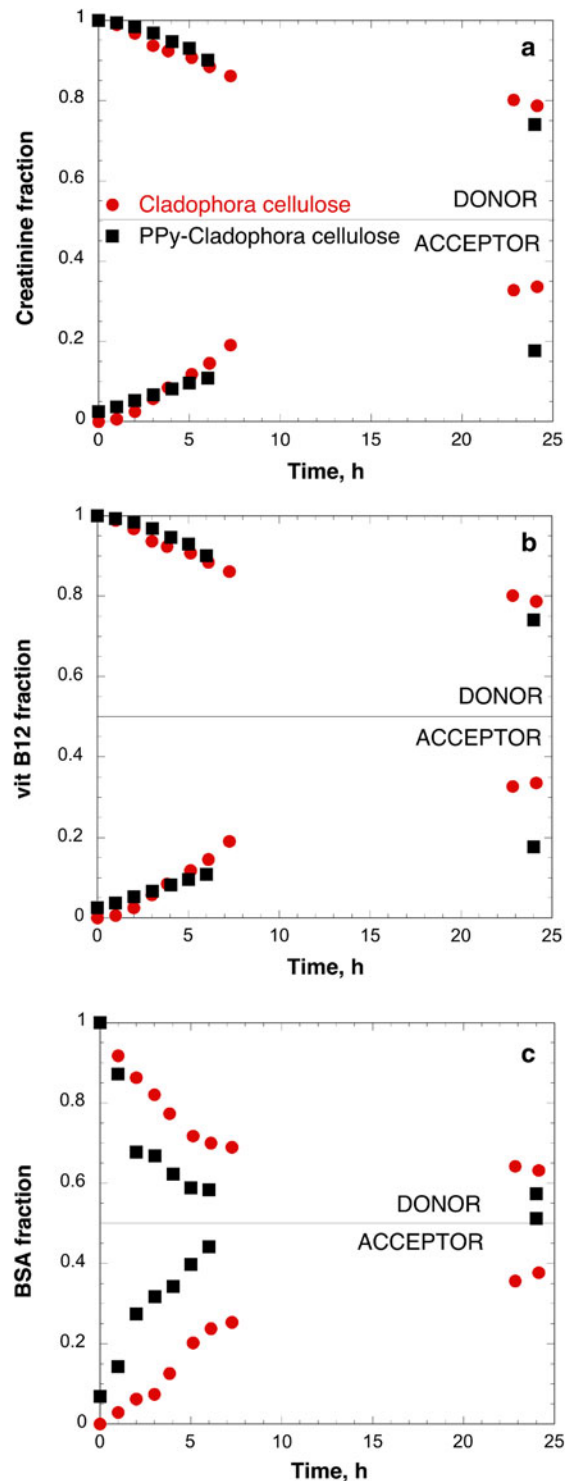 a
1
0.8
0.6
0.4
0.2
0
Creatinine fraction
Cladophora cellulose
PPy-Cladophora cellulose
DONOR
ACCEPTOR
0 5 10 15 20 25
Time, h
b
1
0.8
0.6
0.4
0.2
0
vit B12 fraction
DONOR
ACCEPTOR
0 5 10 15 20 25
Time, h
c
1
0.8
0.6
0.4
0.2
0
BSA fraction
DONOR
ACCEPTOR
0 5 10 15 20 25
Time, h